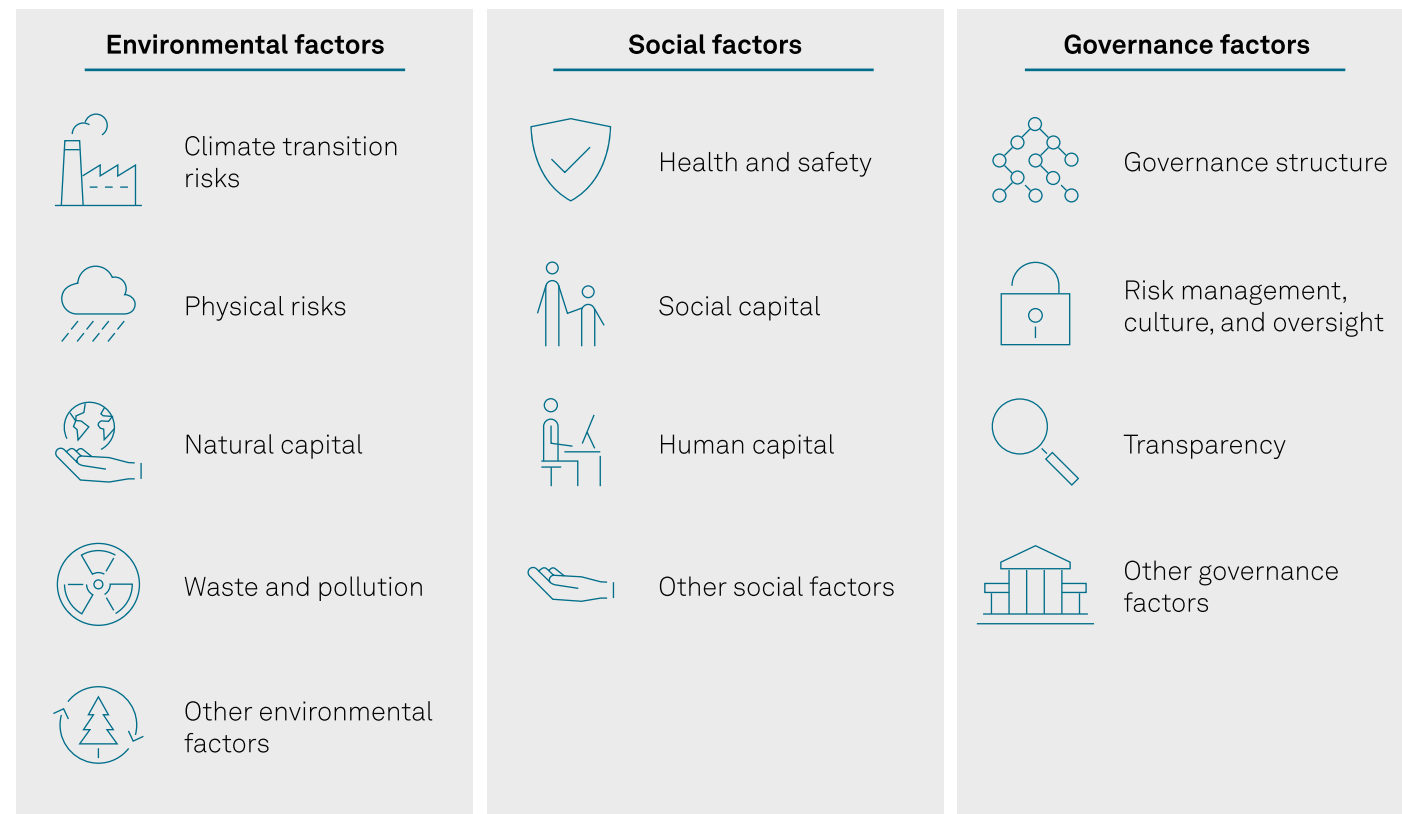 Environmental factors
Climate transition
risks
Physical risks
Natural capital
Waste and pollution
Other environmental
factors
Social factors
Health and safety
Social capital
Human capital
Other social factors
Governance factors
Governance structure
Risk management,
culture, and oversight
Transparency
Other governance
factors